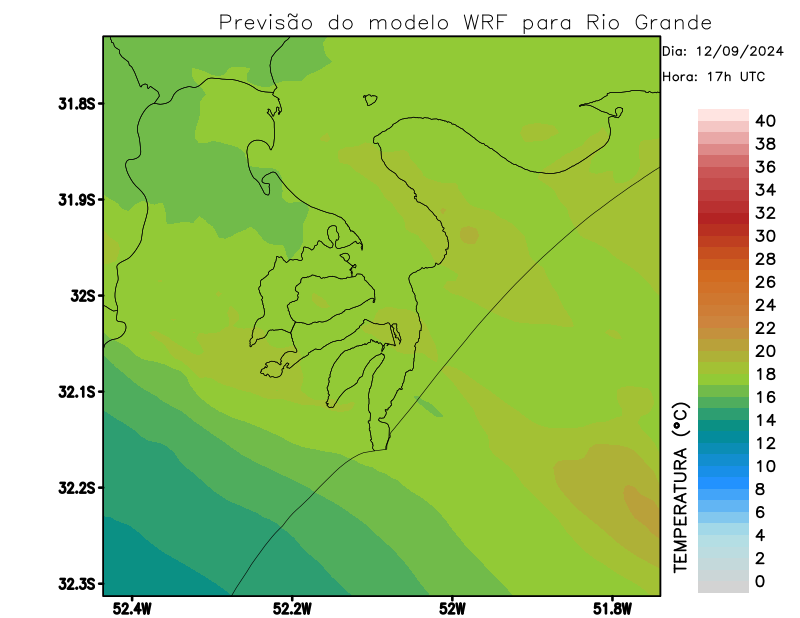 Previsão do modelo WRF para Rio Grande
Dia: 12/09/2024
Hora: 17h UTC
31.8S
31.9S
32S
32.1S
32.2S
32.3S
52.4W
52.2W
52W
51.8W
40
38
36
34
32
30
28
26
24
22
20
18
16
14
12
10
8
6
4
2
0
TEMPERATURA (°C)